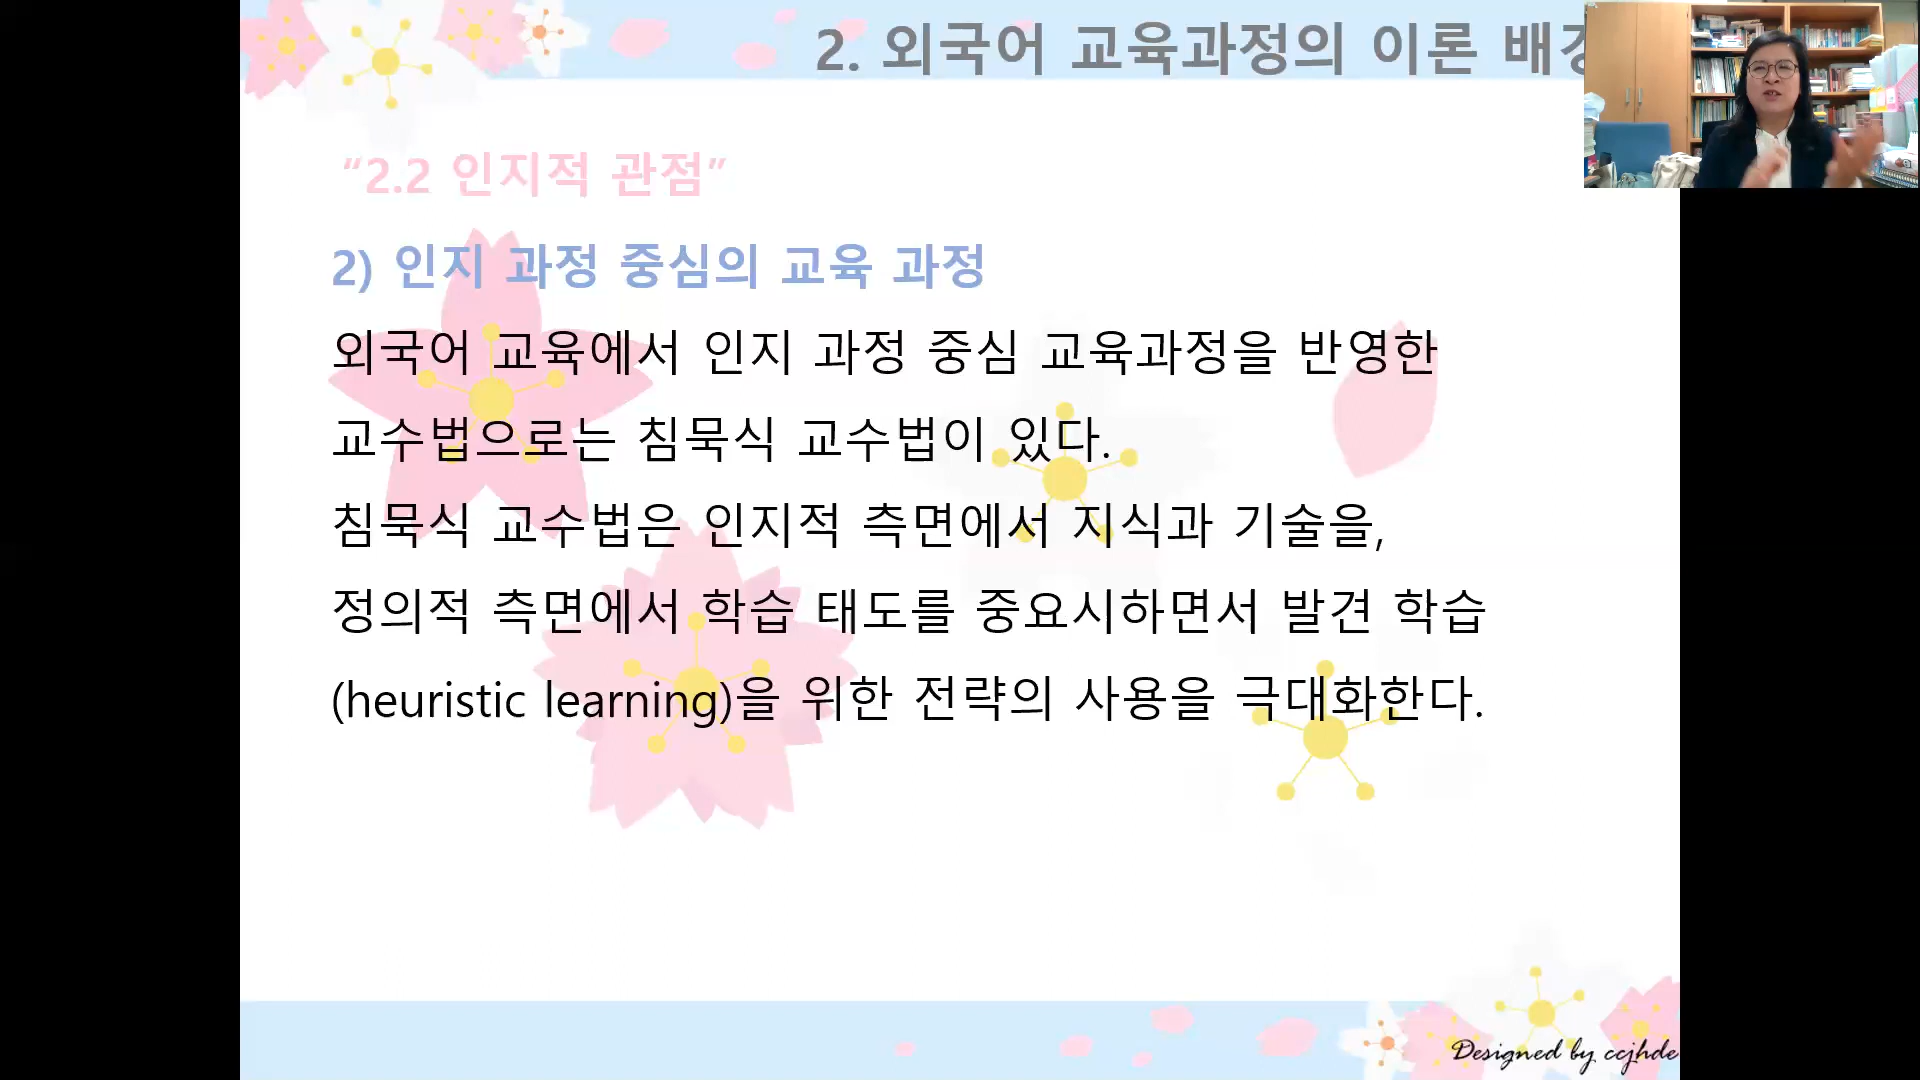 2. 외국어 교육과정의 이론
“2.2 인지적 관점”
2) 인지 과정 중심의 교육 과정
외국어 교육에서 인지 과정 중심 교육과정을 반영한
교수법으로는 침묵식 교수법이 있다.
침묵식 교수법은 인지적 측면에서 지식과 기술을,
정의적 측면에서 학습 태도를 중요시하면서 발견 학습
(heuristic learning)을 위한 전략의 사용을 극대화한다.
Designed by ccjhde